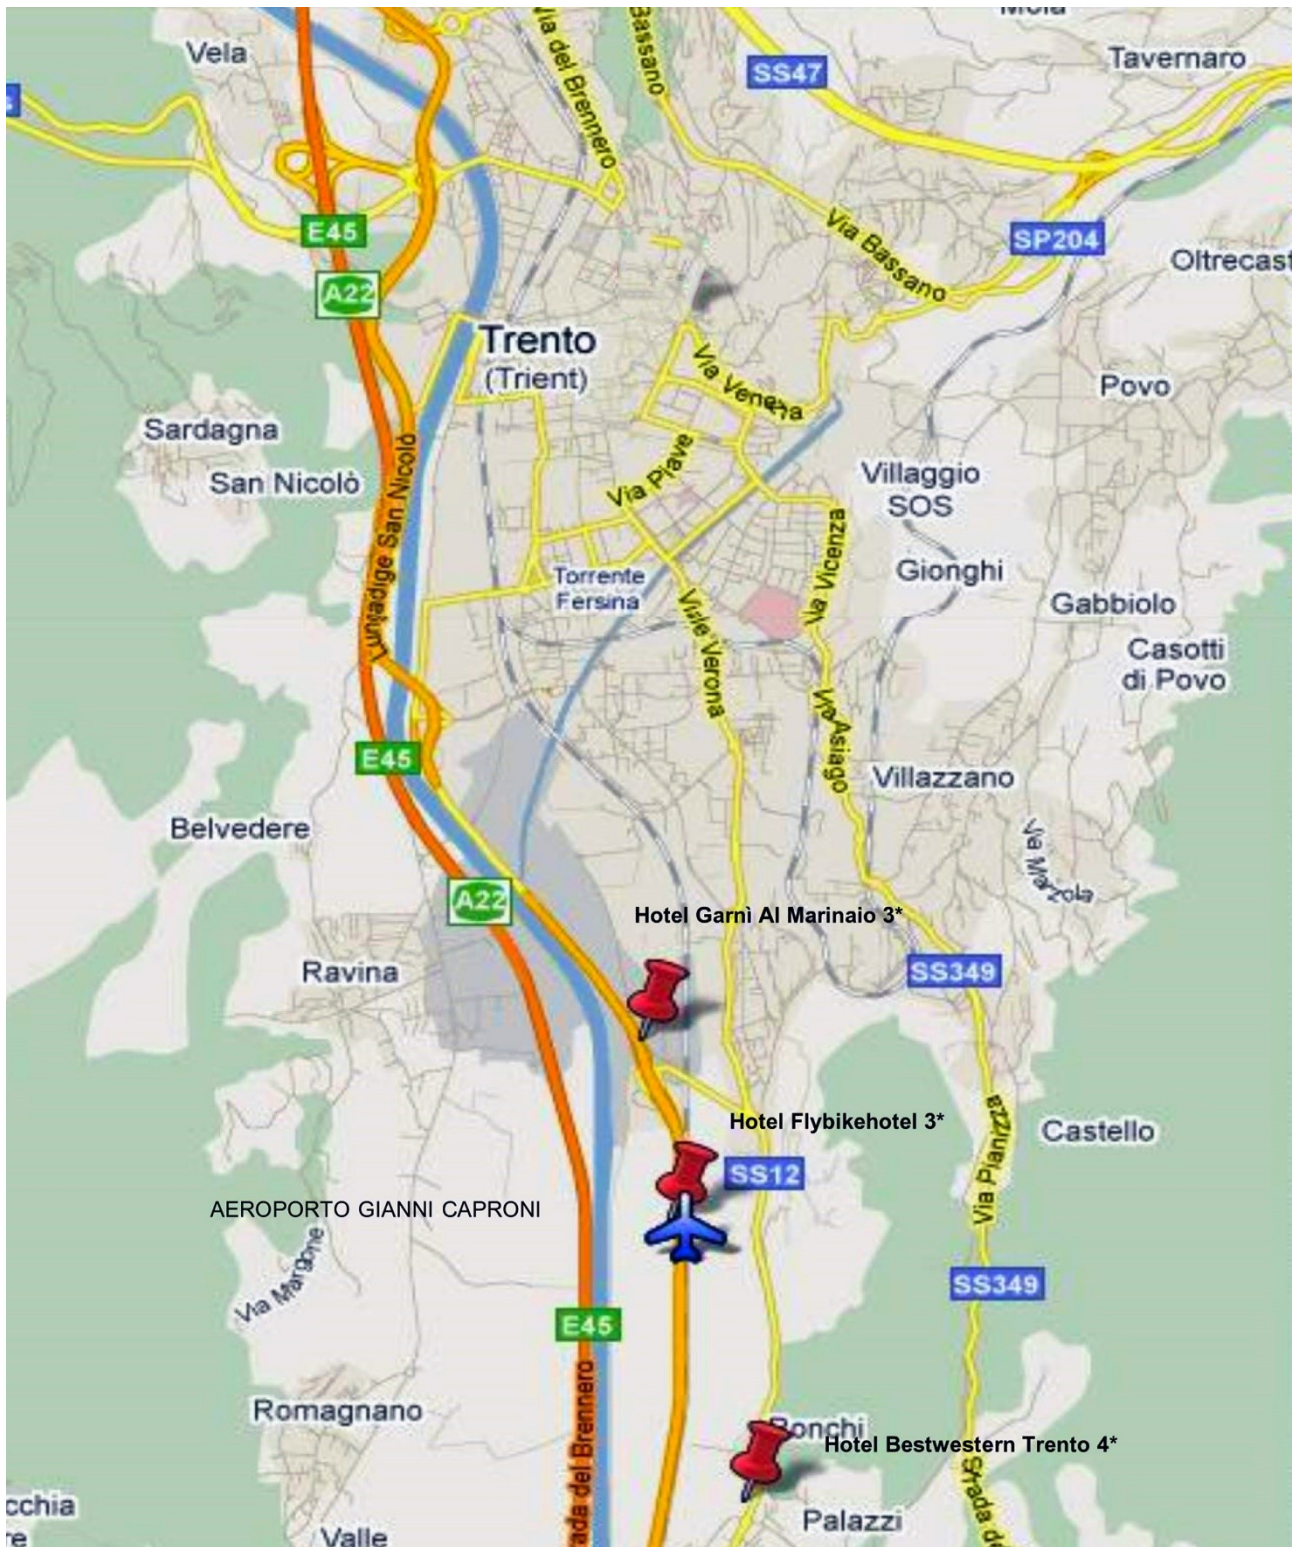 Vela
Via del Brennero
Bassano
SS47
Tavernaro
E45
A22
Via Bassano
SP204
Oltrecast
Trento
(Trient)
Via Venezia
Povo
Sardagna
San Nicolò
Lungadige San Nicolò
Via Piave
Villaggio
SOS
Via Vicenza
Gionghi
Torrente
Fersina
Gabbiolo
Viale Verona
Casotti
di Povo
Via Asiago
E45
Villazzano
Belvedere
A22
Hotel Garnì Al Marinaio 3*
Ravina
SS349
Hotel Flybikehotel 3*
Castello
Via Pianizza
SS12
AEROPORTO GIANNI CAPRONI
Via Margone
SS349
E45
Romagnano
rada del Brennero
Ronchi
Hotel Bestwestern Trento 4*
Strada de
cchia
re
Valle
Palazzi